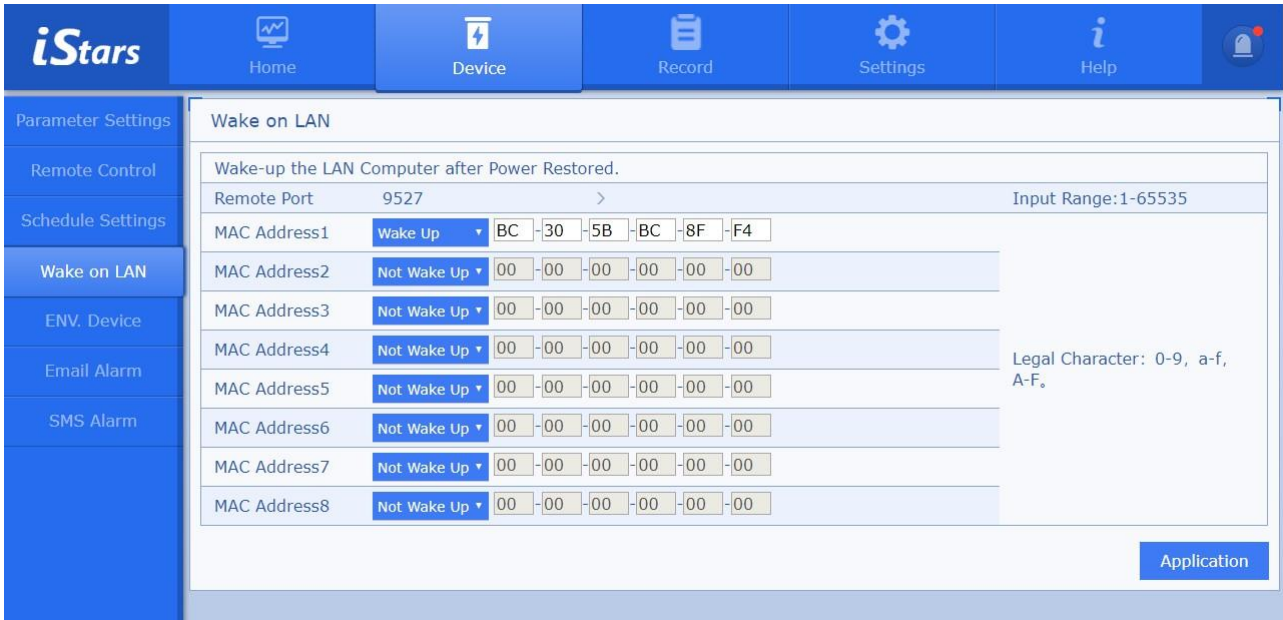 iStars
Home
Device
Record
Settings
Help
Parameter Settings
Remote Control
Schedule Settings
Wake on LAN
ENV. Device
Email Alarm
SMS Alarm
Wake on LAN
Wake-up the LAN Computer after Power Restored.
Remote Port 9527 > Input Range:1-65535
MAC Address1 Wake Up BC -30 -5B -BC -8F -F4
MAC Address2 Not Wake Up 00 -00 -00 -00 -00 -00
MAC Address3 Not Wake Up 00 -00 -00 -00 -00 -00
MAC Address4 Not Wake Up 00 -00 -00 -00 -00 -00
MAC Address5 Not Wake Up 00 -00 -00 -00 -00 -00
MAC Address6 Not Wake Up 00 -00 -00 -00 -00 -00
MAC Address7 Not Wake Up 00 -00 -00 -00 -00 -00
MAC Address8 Not Wake Up 00 -00 -00 -00 -00 -00
Legal Character: 0-9, a-f,
A-F。
Application